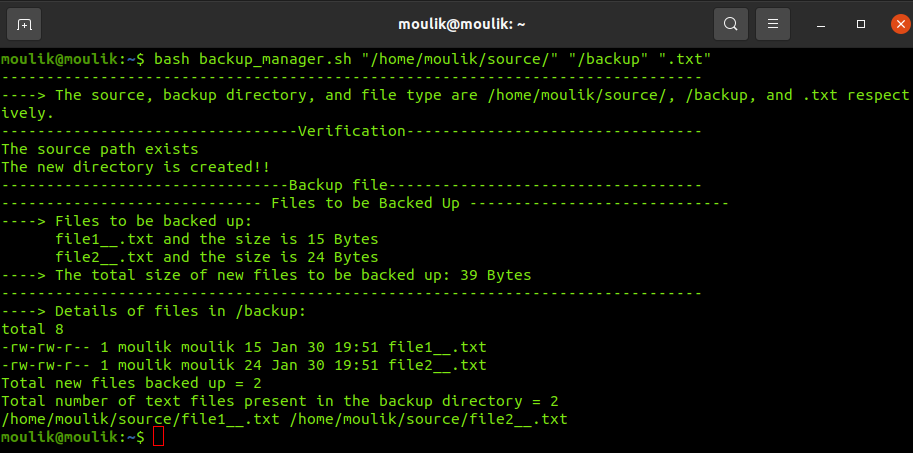 moulik@moulik: ~
moulik@moulik:~$ bash backup_manager.sh "/home/moulik/source/" "/backup" ".txt"
------------------------------------------------------------------------------
----> The source, backup directory, and file type are /home/moulik/source/, /backup, and .txt respect
ively.
---------------------------------Verification---------------------------------
The source path exists
The new directory is created!!
--------------------------------Backup file-----------------------------------
----------------------------- Files to be Backed Up -----------------------------
----> Files to be backed up:
      file1__.txt and the size is 15 Bytes
      file2__.txt and the size is 24 Bytes
----> The total size of new files to be backed up: 39 Bytes
------------------------------------------------------------------------------
----> Details of files in /backup:
total 8
-rw-rw-r-- 1 moulik moulik 15 Jan 30 19:51 file1__.txt
-rw-rw-r-- 1 moulik moulik 24 Jan 30 19:51 file2__.txt
Total new files backed up = 2
Total number of text files present in the backup directory = 2
/home/moulik/source/file1__.txt /home/moulik/source/file2__.txt
moulik@moulik:~$